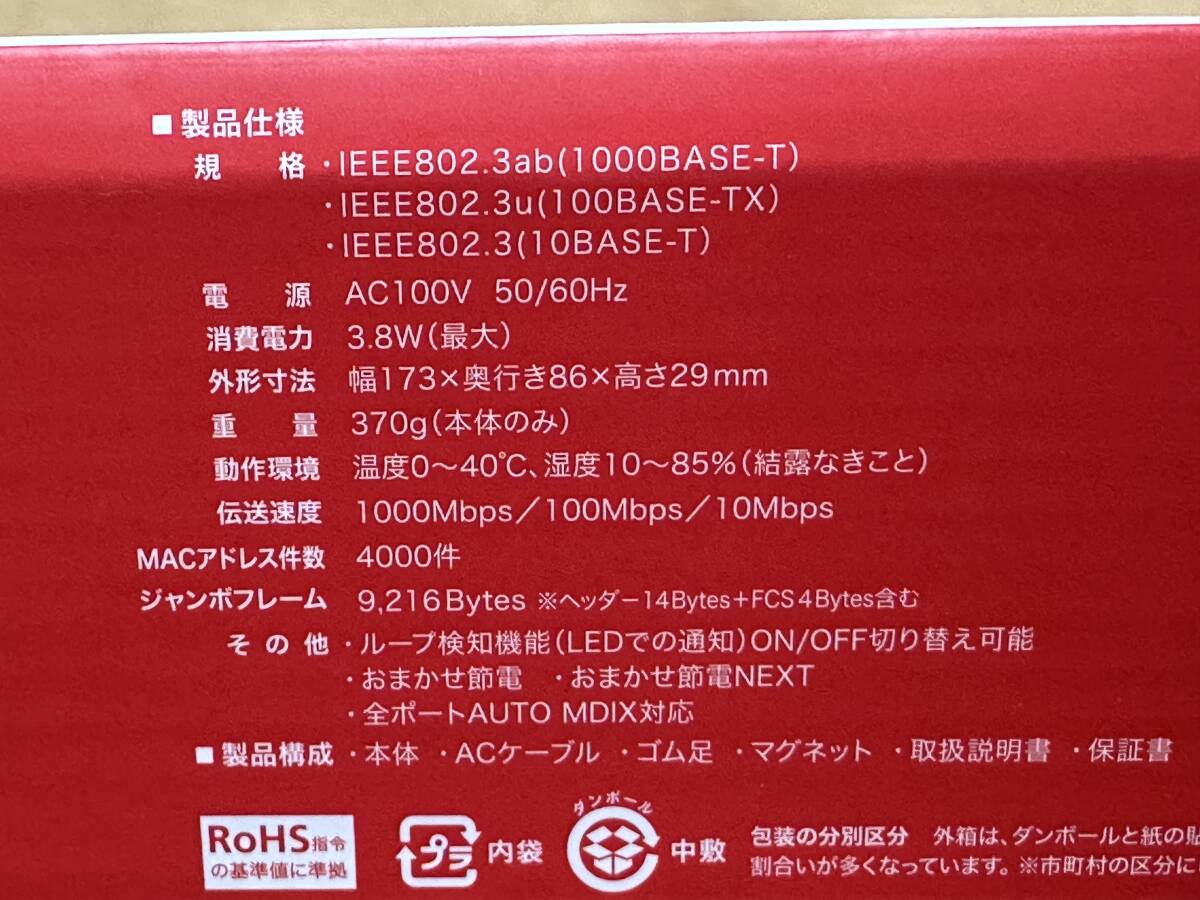 ■製品仕様
規 格 ・IEEE802.3ab(1000BASE-T)
・IEEE802.3u(100BASE-TX)
・IEEE802.3(10BASE-T)
電 源 AC100V 50/60Hz
消費電力 3.8W(最大)
外形寸法 幅173×奥行き86×高さ29mm
重 量 370g(本体のみ)
動作環境 温度0～40℃、湿度10～85%(結露なきこと)
伝送速度 1000Mbps／100Mbps／10Mbps
MACアドレス件数 4000件
ジャンボフレーム 9,216Bytes ※ヘッダー14Bytes+FCS4Bytes含む
その他 ・ループ検知機能(LEDでの通知)ON/OFF切り替え可能
・おまかせ節電 ・おまかせ節電NEXT
・全ポートAUTO MDIX対応
■製品構成 ・本体 ・ACケーブル ・ゴム足 ・マグネット ・取扱説明書 ・保証書
RoHS指令
の基準値に準拠
プラ 内袋
ダンボール
中敷
包装の分別区分 外箱は、ダンボールと紙の貼
割合いが多くなっています。※市町村の区分に